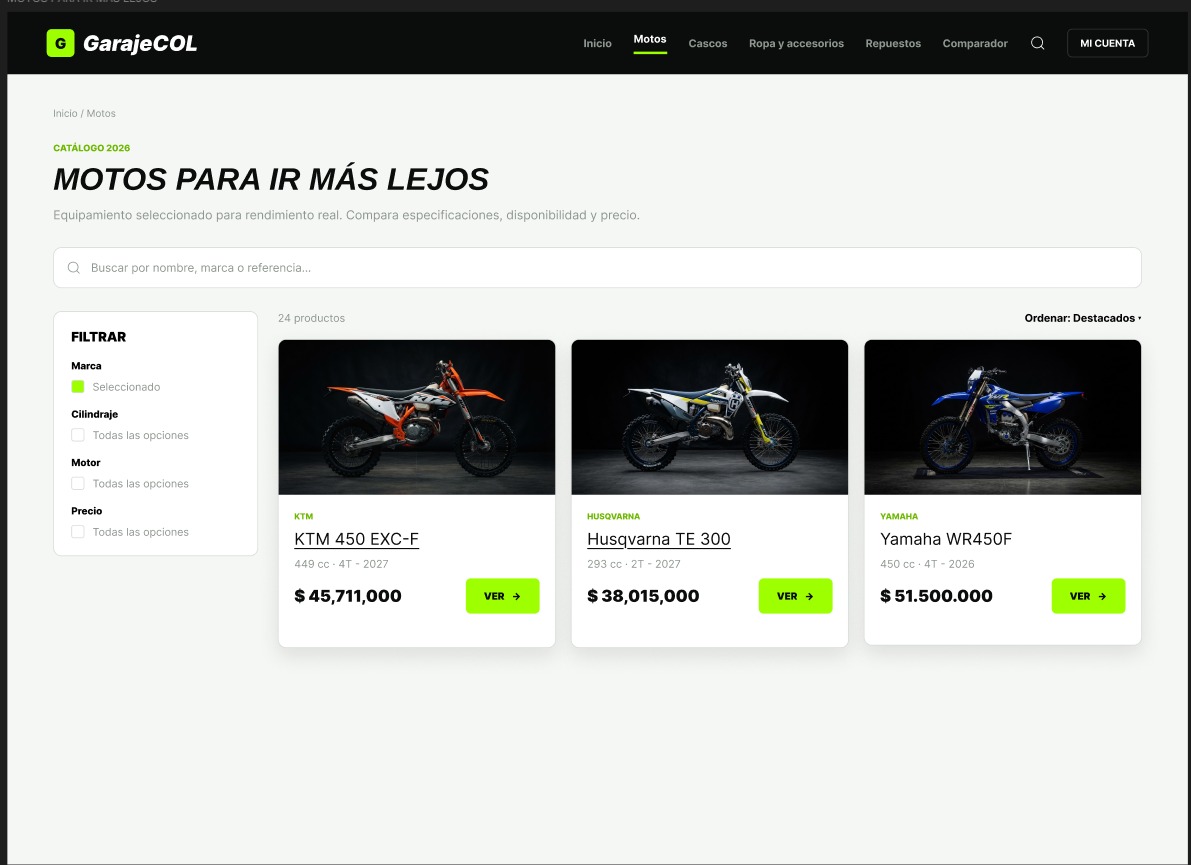 G GarajeCOL
Inicio Motos Cascos Ropa y accesorios Repuestos Comparador MI CUENTA
Inicio / Motos
CATÁLOGO 2026
MOTOS PARA IR MÁS LEJOS
Equipamiento seleccionado para rendimiento real. Compara especificaciones, disponibilidad y precio.
Buscar por nombre, marca o referencia...
FILTRAR
Marca
Seleccionado
Cilindraje
Todas las opciones
Motor
Todas las opciones
Precio
Todas las opciones
24 productos
Ordenar: Destacados
KTM
KTM
KTM 450 EXC-F
449 cc · 4T - 2027
$ 45,711,000
VER →
HUSQVARNA
Husqvarna TE 300
293 cc · 2T - 2027
$ 38,015,000
VER →
YAMAHA
Yamaha WR450F
450 cc · 4T - 2026
$ 51.500.000
VER →